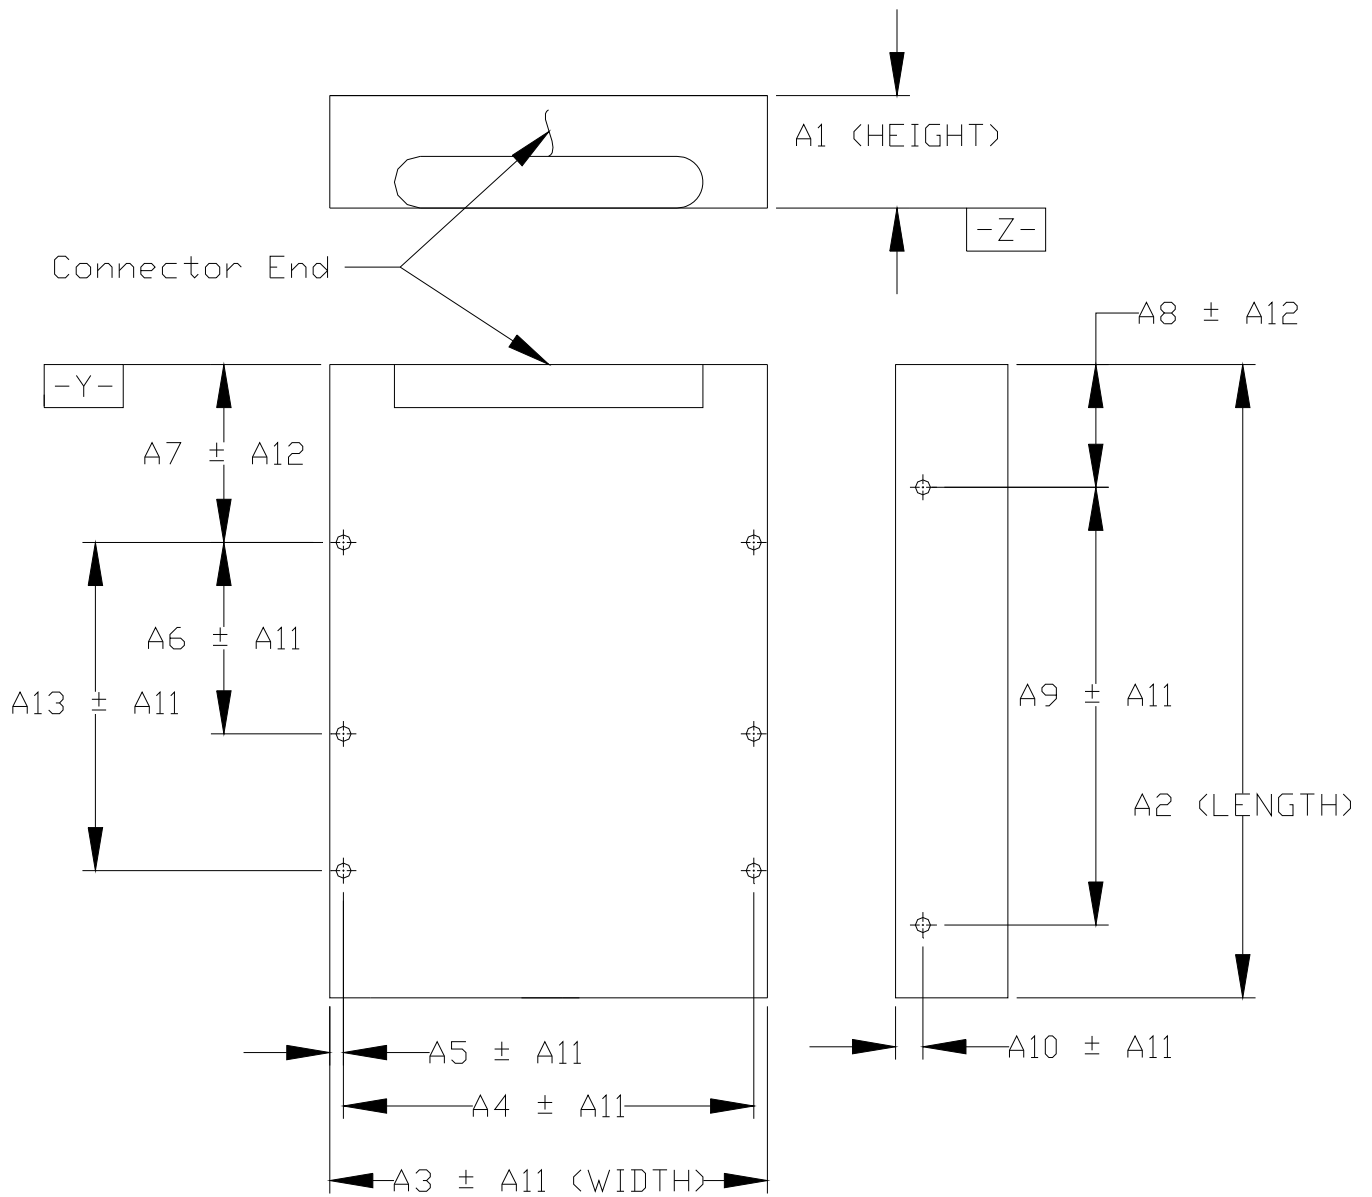 A1 (HEIGHT)
-Z-
Connector End
A8 ± A12
-Y-
A7 ± A12
A6 ± A11
A13 ± A11
A9 ± A11
A2 (LENGTH)
A5 ± A11
A10 ± A11
A4 ± A11
A3 ± A11 (WIDTH)